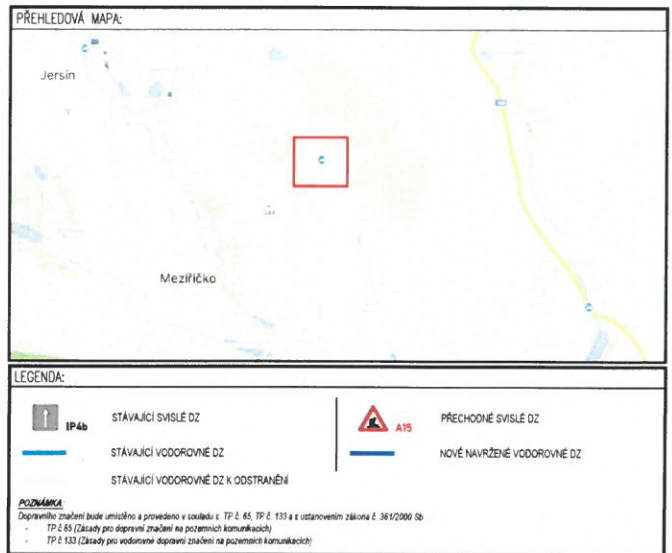 PŘEHLEDOVÁ MAPA:
Jersín
Meziříčko
LEGENDA:
IP4b STÁVAJÍCÍ SVISLÉ DZ
A15 PŘECHODNÉ SVISLÉ DZ
STÁVAJÍCÍ VODOROVNÉ DZ
NOVĚ NAVRŽENÉ VODOROVNÉ DZ
STÁVAJÍCÍ VODOROVNÉ DZ K ODSTRANĚNÍ
POZNÁMKA:
Dopravního značení bude umístěno a provedeno v souladu s TP č. 65, TP č. 133 a s ustanovením zákona č. 361/2000 Sb
- TP č.65 (Zásady pro dopravní značení na pozemních komunikacích)
- TP č.133 (Zásady pro vodorovné dopravní značení na pozemních komunikacích)